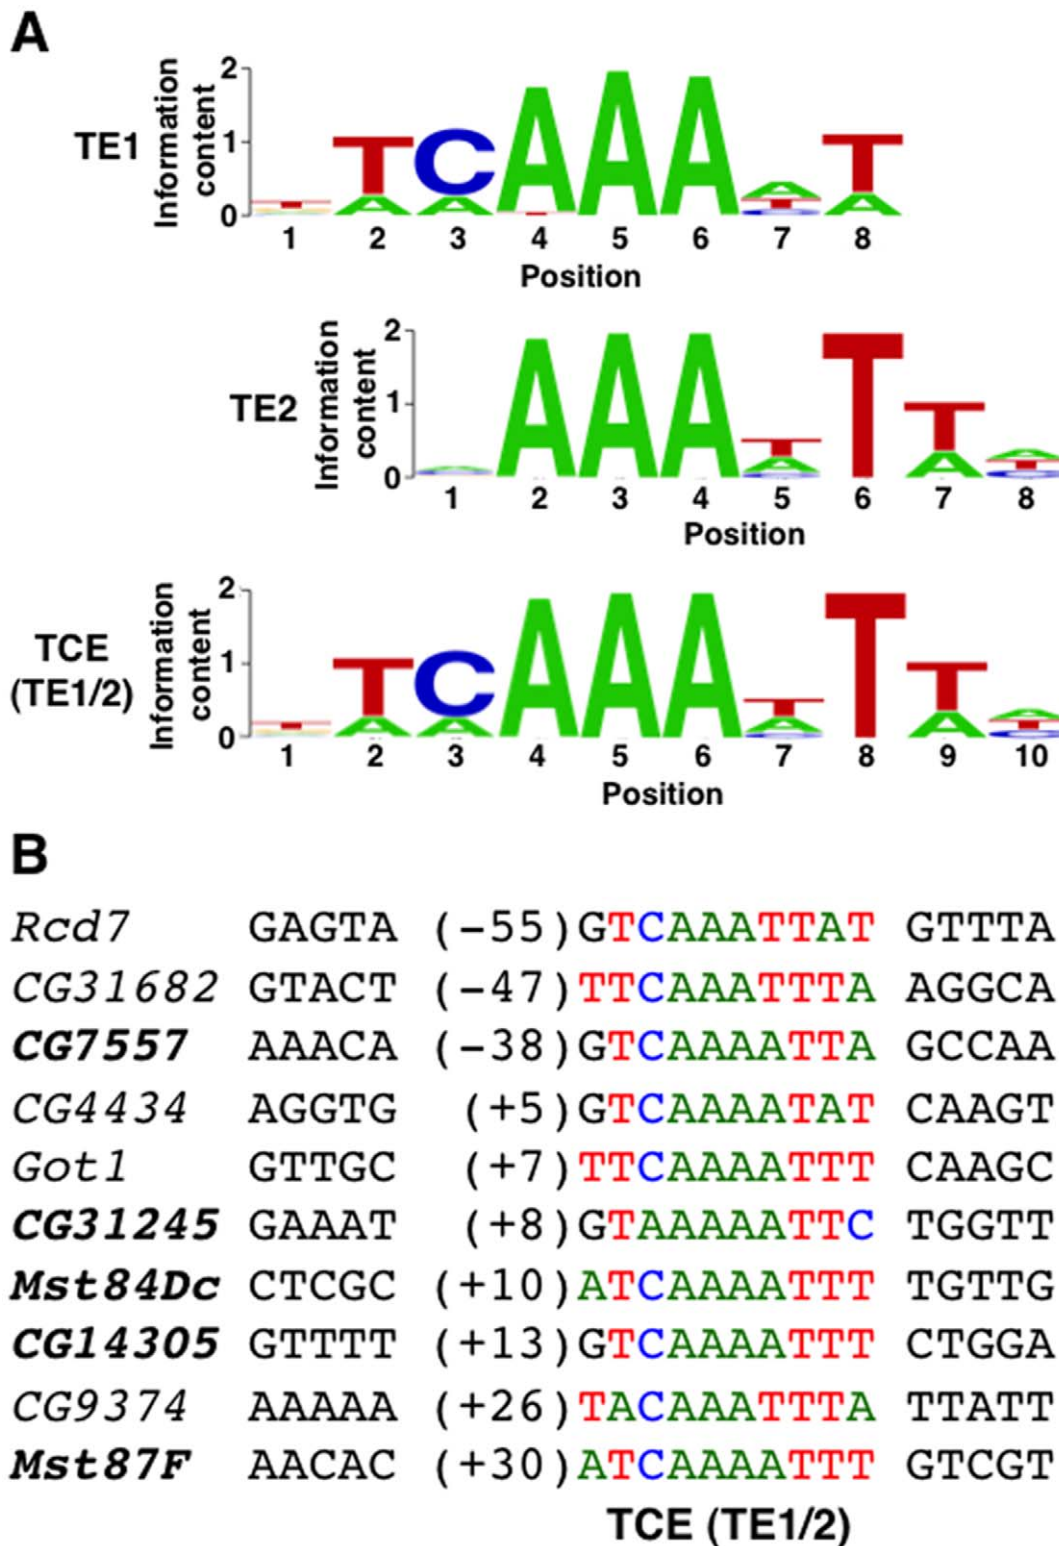 A
TE1
Information content
2
1
0
T T C A A A A T
A A T T A
1 2 3 4 5 6 7 8
Position
TE2
Information content
2
1
0
A A A T T T A
A A T
1 2 3 4 5 6 7 8
Position
TCE
(TE1/2)
Information content
2
1
0
T T C A A A T T T A
A A A A T
1 2 3 4 5 6 7 8 9 10
Position
B
Rcd7 GAGTA (-55)GTCAAATTAT GTTTA
CG31682 GTACT (-47)TTCAAATTTA AGGCA
CG7557 AAACA (-38)GTCAAAATTA GCCAA
CG4434 AGGTG (+5)GTCAAAATAT CAAGT
Got1 GTTGC (+7)TTCAAAATTT CAAGC
CG31245 GAAAT (+8)GTAAAAATTC TGGTT
Mst84Dc CTCGC (+10)ATCAAAATTT TGTTG
CG14305 GTTTT (+13)GTCAAAATTT CTGGA
CG9374 AAAAA (+26)TACAAATTTA TTATT
Mst87F AACAC (+30)ATCAAAATTT GTCGT
TCE (TE1/2)